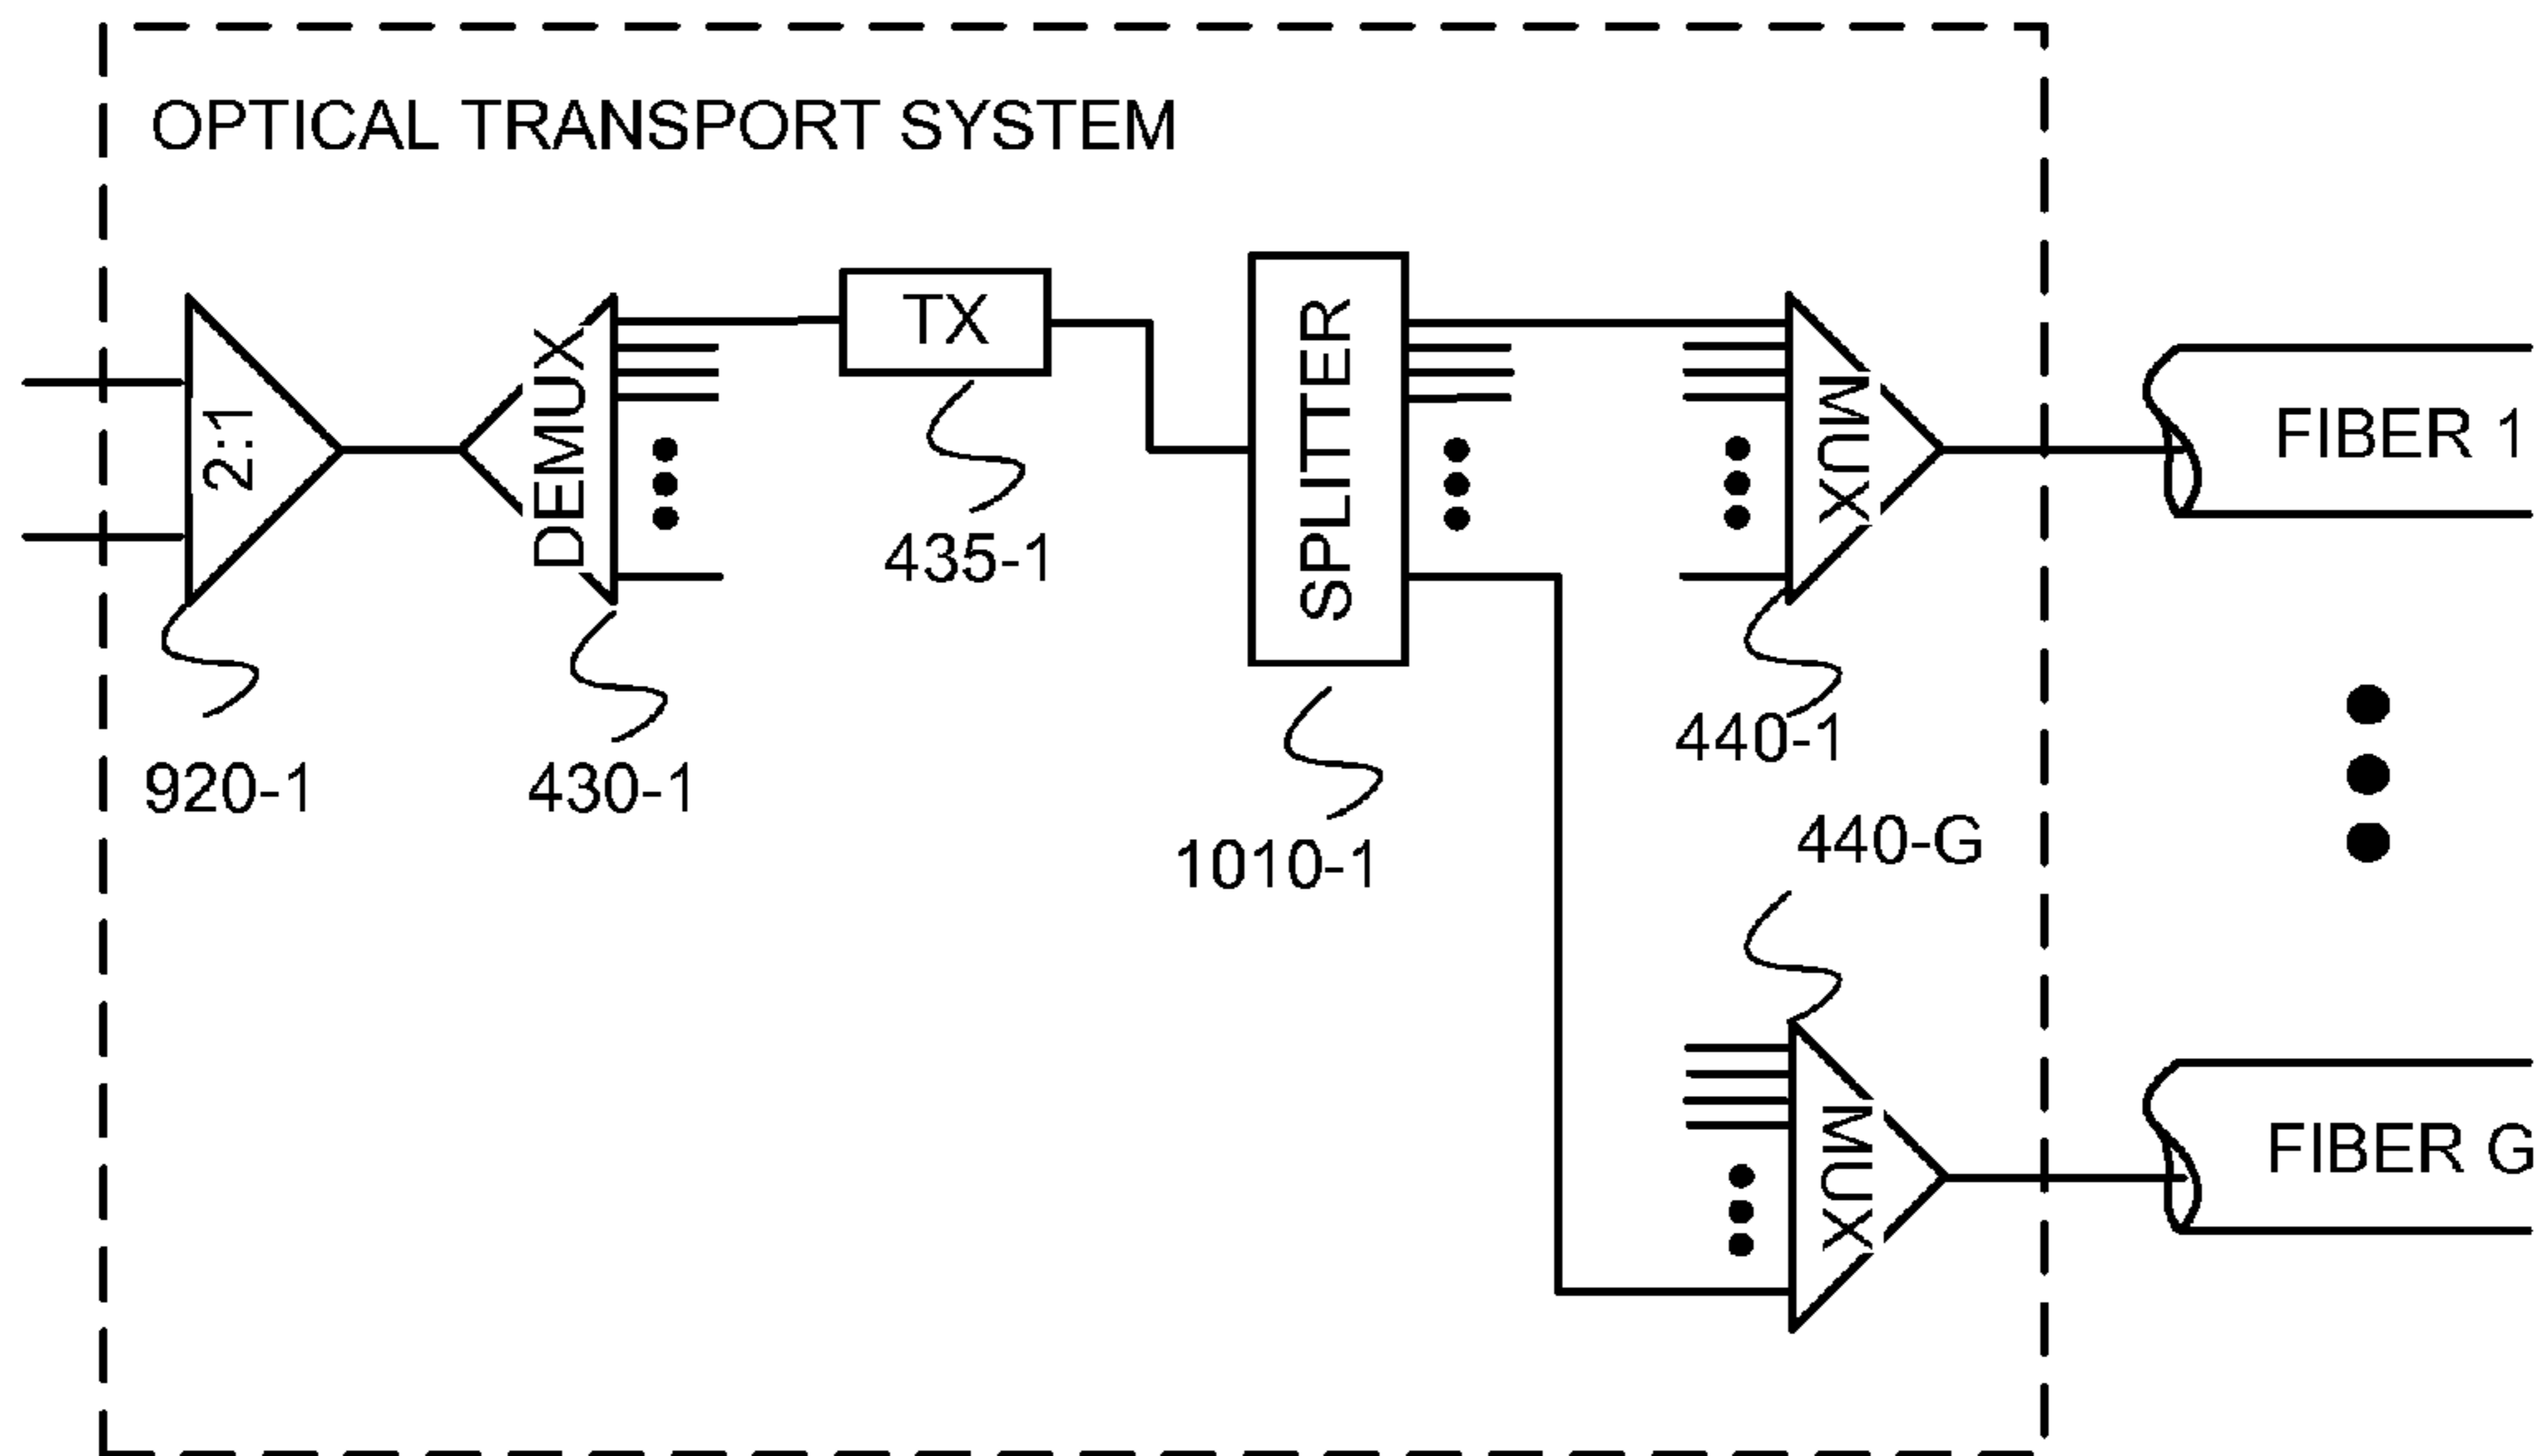 OPTICAL TRANSPORT SYSTEM
2:1
DEMUX
TX
SPLITTER
MUX
FIBER 1
435-1
920-1
430-1
1010-1
440-1
440-G
MUX
FIBER G